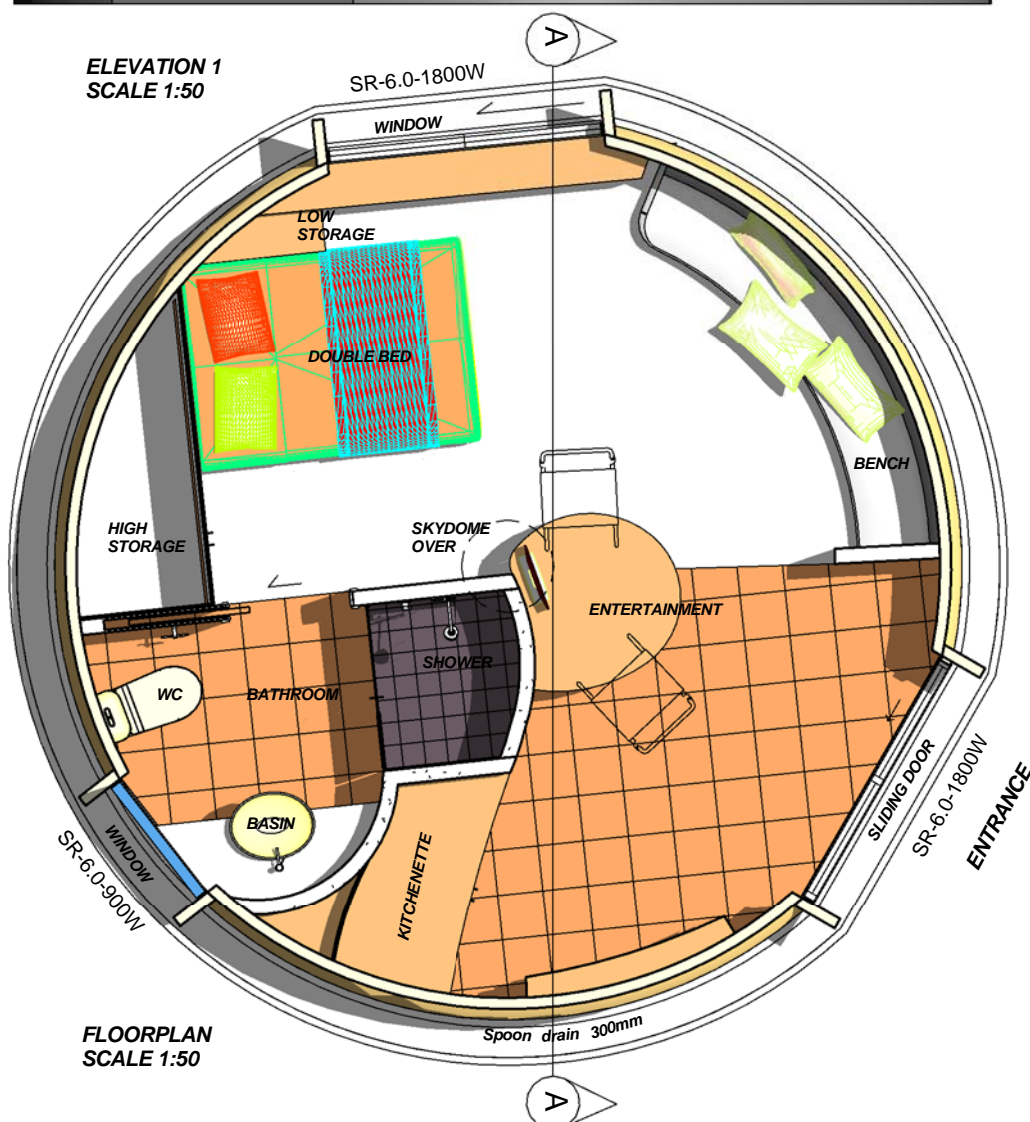 A
ELEVATION 1
SCALE 1:50
SR-6.0-1800W
WINDOW
LOW
STORAGE
DOUBLE BED
BENCH
HIGH
STORAGE
SKYDOME
OVER
ENTERTAINMENT
SHOWER
WC
BATHROOM
SLIDING DOOR
SR-6.0-1800W
ENTRANCE
BASIN
WINDOW
SR-6.0-900W
KITCHENETTE
Spoon drain 300mm
FLOORPLAN
SCALE 1:50
A